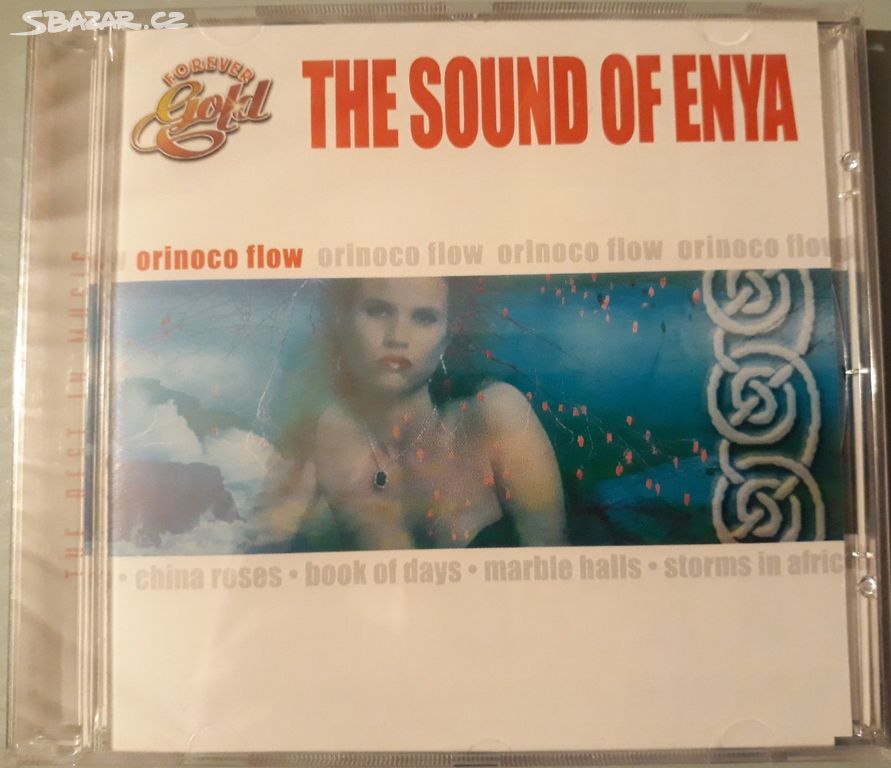 SBAZAR.CZ
FOREVER
Gold
THE SOUND OF ENYA
orinoco flow orinoco flow orinoco flow orinoco flow
THE BEST IN MUSIC
• china roses • book of days • marble halls • storms in afric